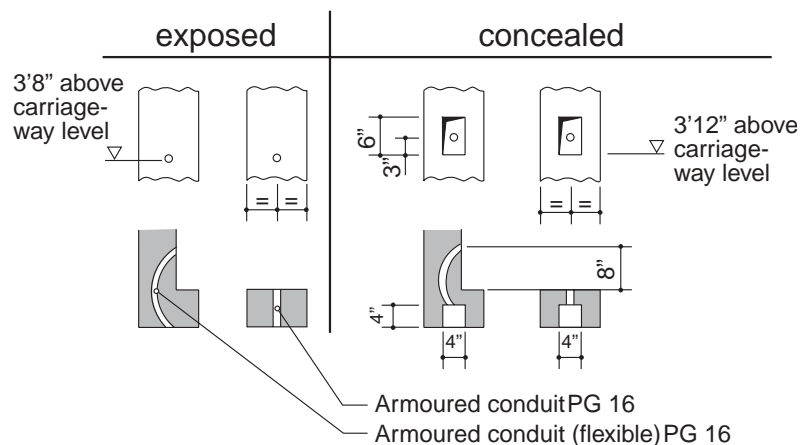 exposed
concealed
3’8” above
carriage-
way level
6”
3”
3’12” above
carriage-
way level
= =
= =
8”
4”
4”
4”
Armoured conduit PG 16
Armoured conduit (flexible) PG 16